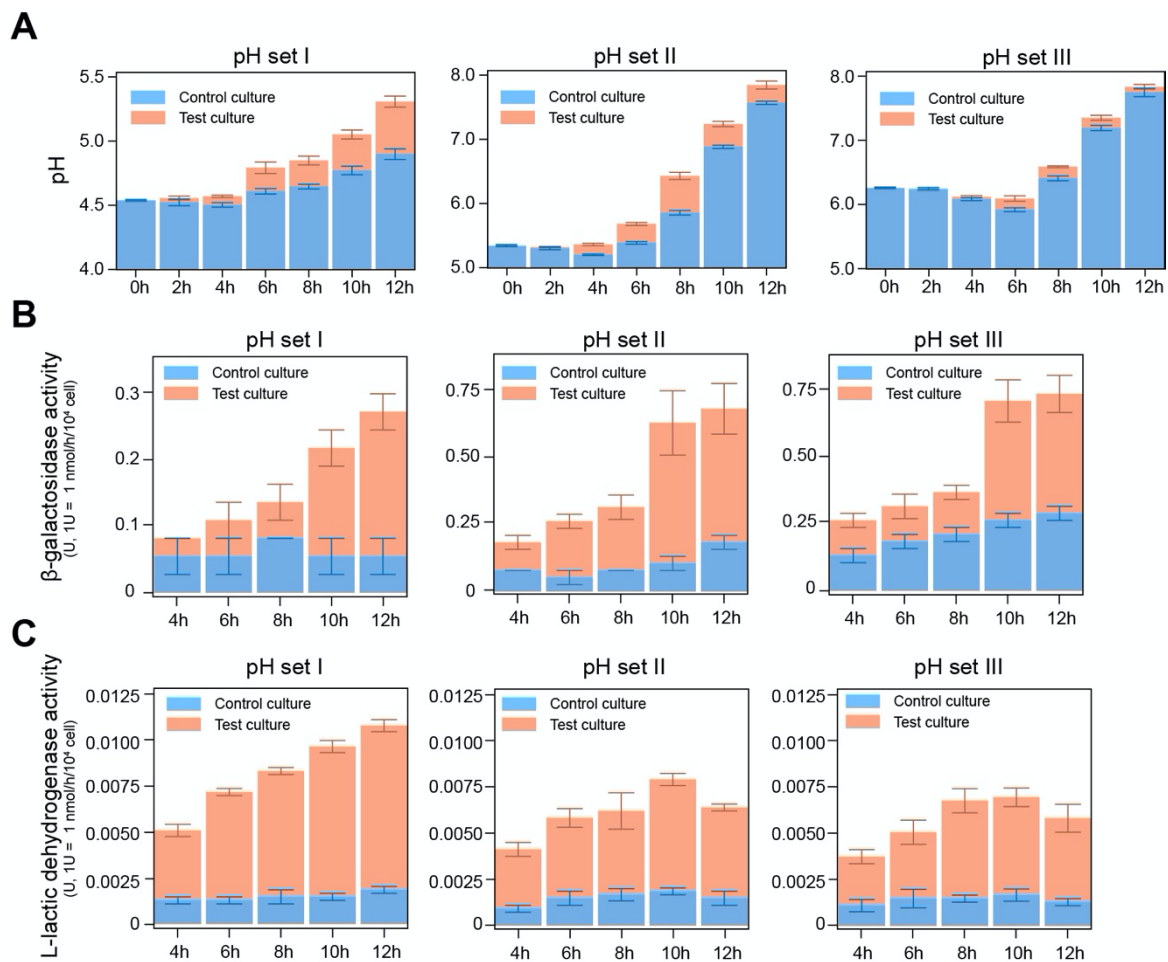 A
pH set I
pH set II
pH set III
pH
5.5
5.0
4.5
4.0
Control culture
Test culture
0h 2h 4h 6h 8h 10h 12h
8.0
7.0
6.0
5.0
Control culture
Test culture
0h 2h 4h 6h 8h 10h 12h
8.0
7.0
6.0
5.0
Control culture
Test culture
0h 2h 4h 6h 8h 10h 12h
B
pH set I
pH set II
pH set III
β-galactosidase activity
(U, 1U = 1 nmol/h/10⁴ cell)
0.3
0.2
0.1
0
Control culture
Test culture
4h 6h 8h 10h 12h
0.75
0.50
0.25
0
Control culture
Test culture
4h 6h 8h 10h 12h
0.75
0.50
0.25
0
Control culture
Test culture
4h 6h 8h 10h 12h
C
pH set I
pH set II
pH set III
L-lactic dehydrogenase activity
(U, 1U = 1 nmol/h/10⁴ cell)
0.0125
0.0100
0.0075
0.0050
0.0025
0
Control culture
Test culture
4h 6h 8h 10h 12h
0.0125
0.0100
0.0075
0.0050
0.0025
0
Control culture
Test culture
4h 6h 8h 10h 12h
0.0125
0.0100
0.0075
0.0050
0.0025
0
Control culture
Test culture
4h 6h 8h 10h 12h